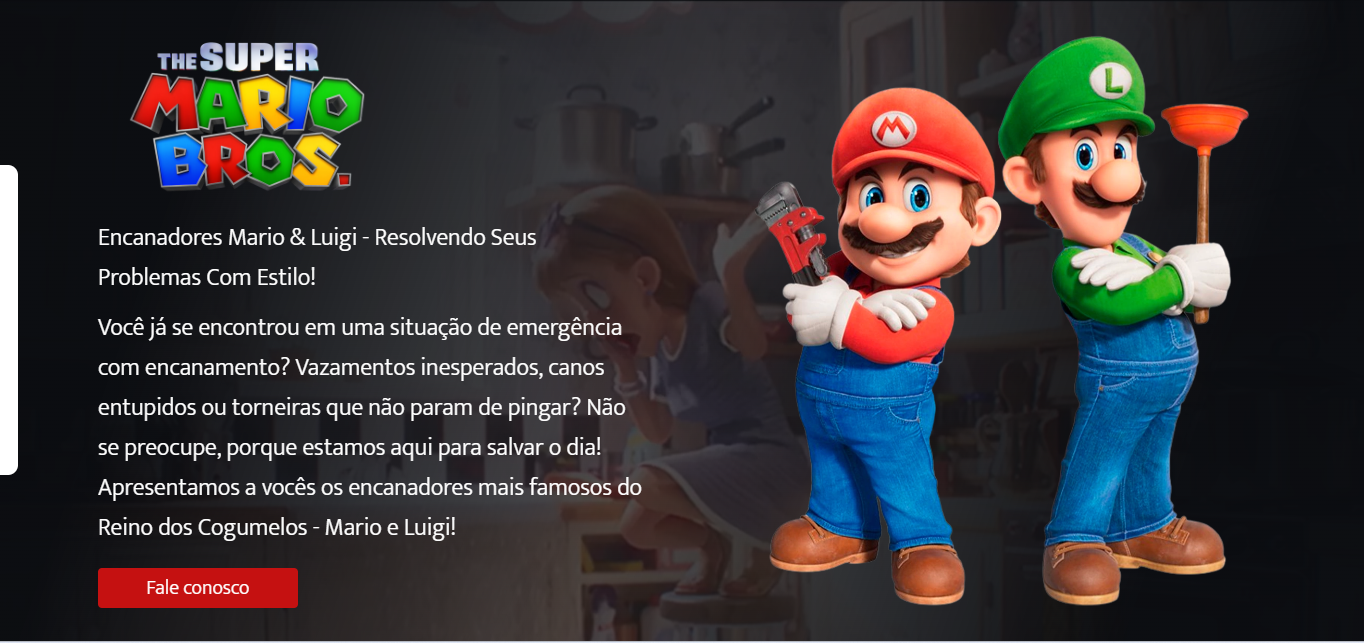 THE SUPER
MARIO
BROS.
M
L
Encanadores Mario & Luigi - Resolvendo Seus
Problemas Com Estilo!
Você já se encontrou em uma situação de emergência
com encanamento? Vazamentos inesperados, canos
entupidos ou torneiras que não param de pingar? Não
se preocupe, porque estamos aqui para salvar o dia!
Apresentamos a vocês os encanadores mais famosos do
Reino dos Cogumelos - Mario e Luigi!
Fale conosco